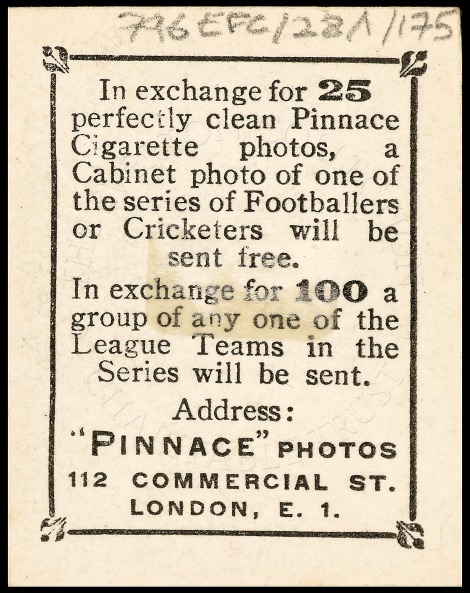 796EFC/28A/175
In exchange for 25
perfectly clean Pinnace
Cigarette photos, a
Cabinet photo of one of
the series of Footballers
or Cricketers will be
sent free.
In exchange for 100 a
group of any one of the
League Teams in the
Series will be sent.
Address:
"PINNACE" PHOTOS
112 COMMERCIAL ST.
LONDON, E. 1.